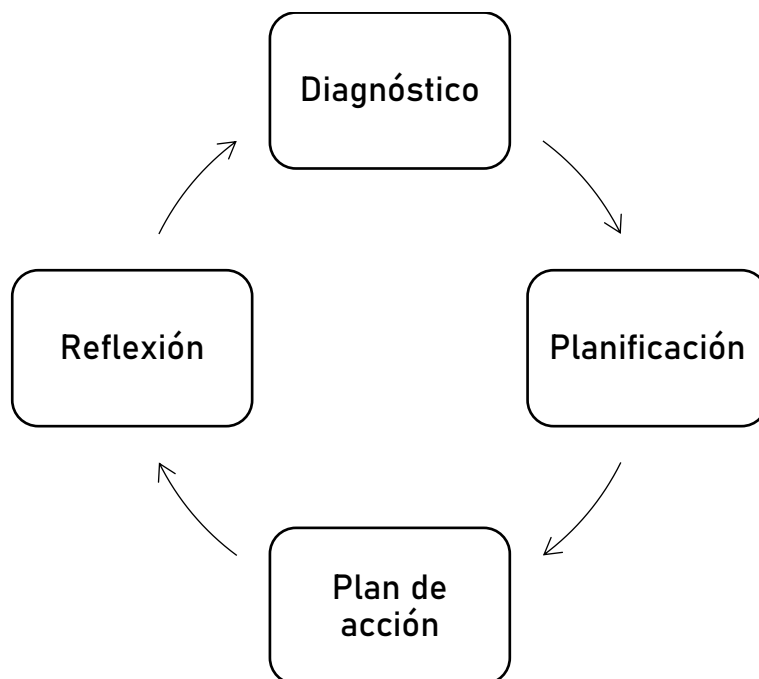 Diagnóstico
Planificación
Plan de
acción
Reflexión